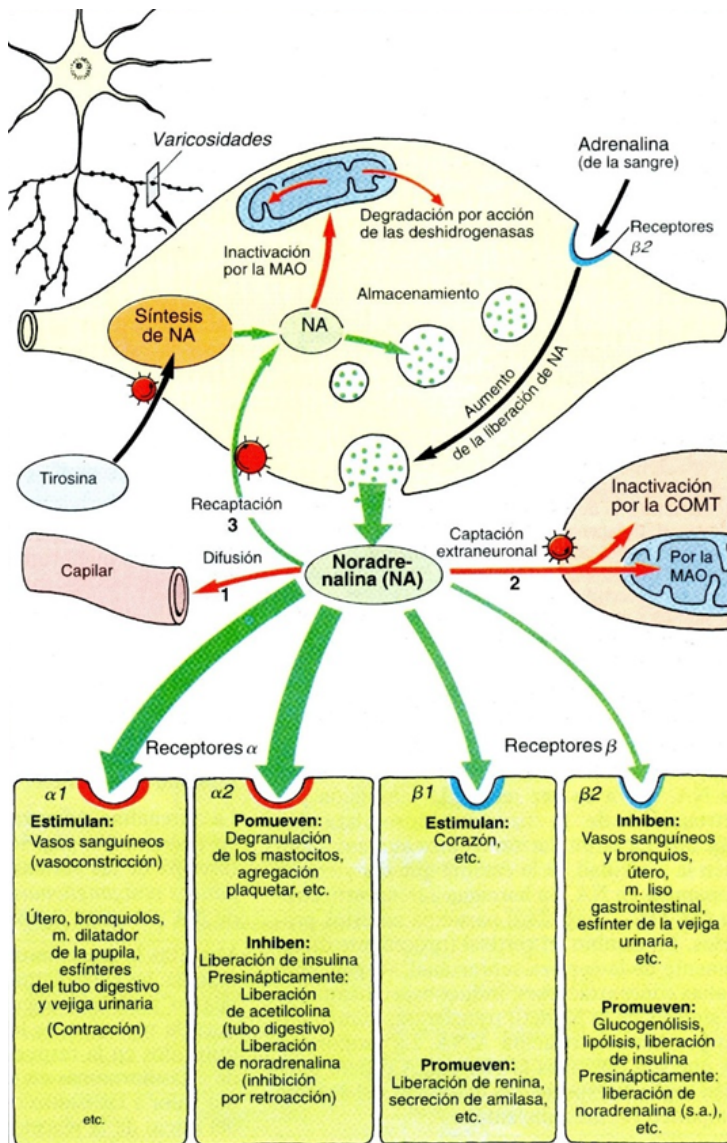 Varicosidades
Adrenalina
(de la sangre)
Receptores
β2
Degradación por acción
de las deshidrogenasas
Inactivación
por la MAO
Almacenamiento
Síntesis
de NA
NA
Aumento
de la liberación de NA
Tirosina
Recaptación
3
Inactivación
por la COMT
Captación
extraneuronal
Por la
MAO
Difusión
Capilar
1
Noradre-
nalina (NA)
2
Receptores α
Receptores β
α1
Estimulan:
Vasos sanguíneos
(vasoconstricción)
Útero, bronquiolos,
m. dilatador
de la pupila,
esfínteres
del tubo digestivo
y vejiga urinaria
(Contracción)
etc.
α2
Pomueven:
Degranulación
de los mastocitos,
agregación
plaquetar, etc.
Inhiben:
Liberación de insulina
Presinápticamente:
Liberación
de acetilcolina
(tubo digestivo)
Liberación
de noradrenalina
(inhibición
por retroacción)
β1
Estimulan:
Corazón,
etc.
Promueven:
Liberación de renina,
secreción de amilasa,
etc.
β2
Inhiben:
Vasos sanguíneos
y bronquios,
útero,
m. liso
gastrointestinal,
esfínter de la vejiga
urinaria,
etc.
Promueven:
Glucogenólisis,
lipólisis, liberación
de insulina
Presinápticamente:
liberación de
noradrenalina (s.a.),
etc.